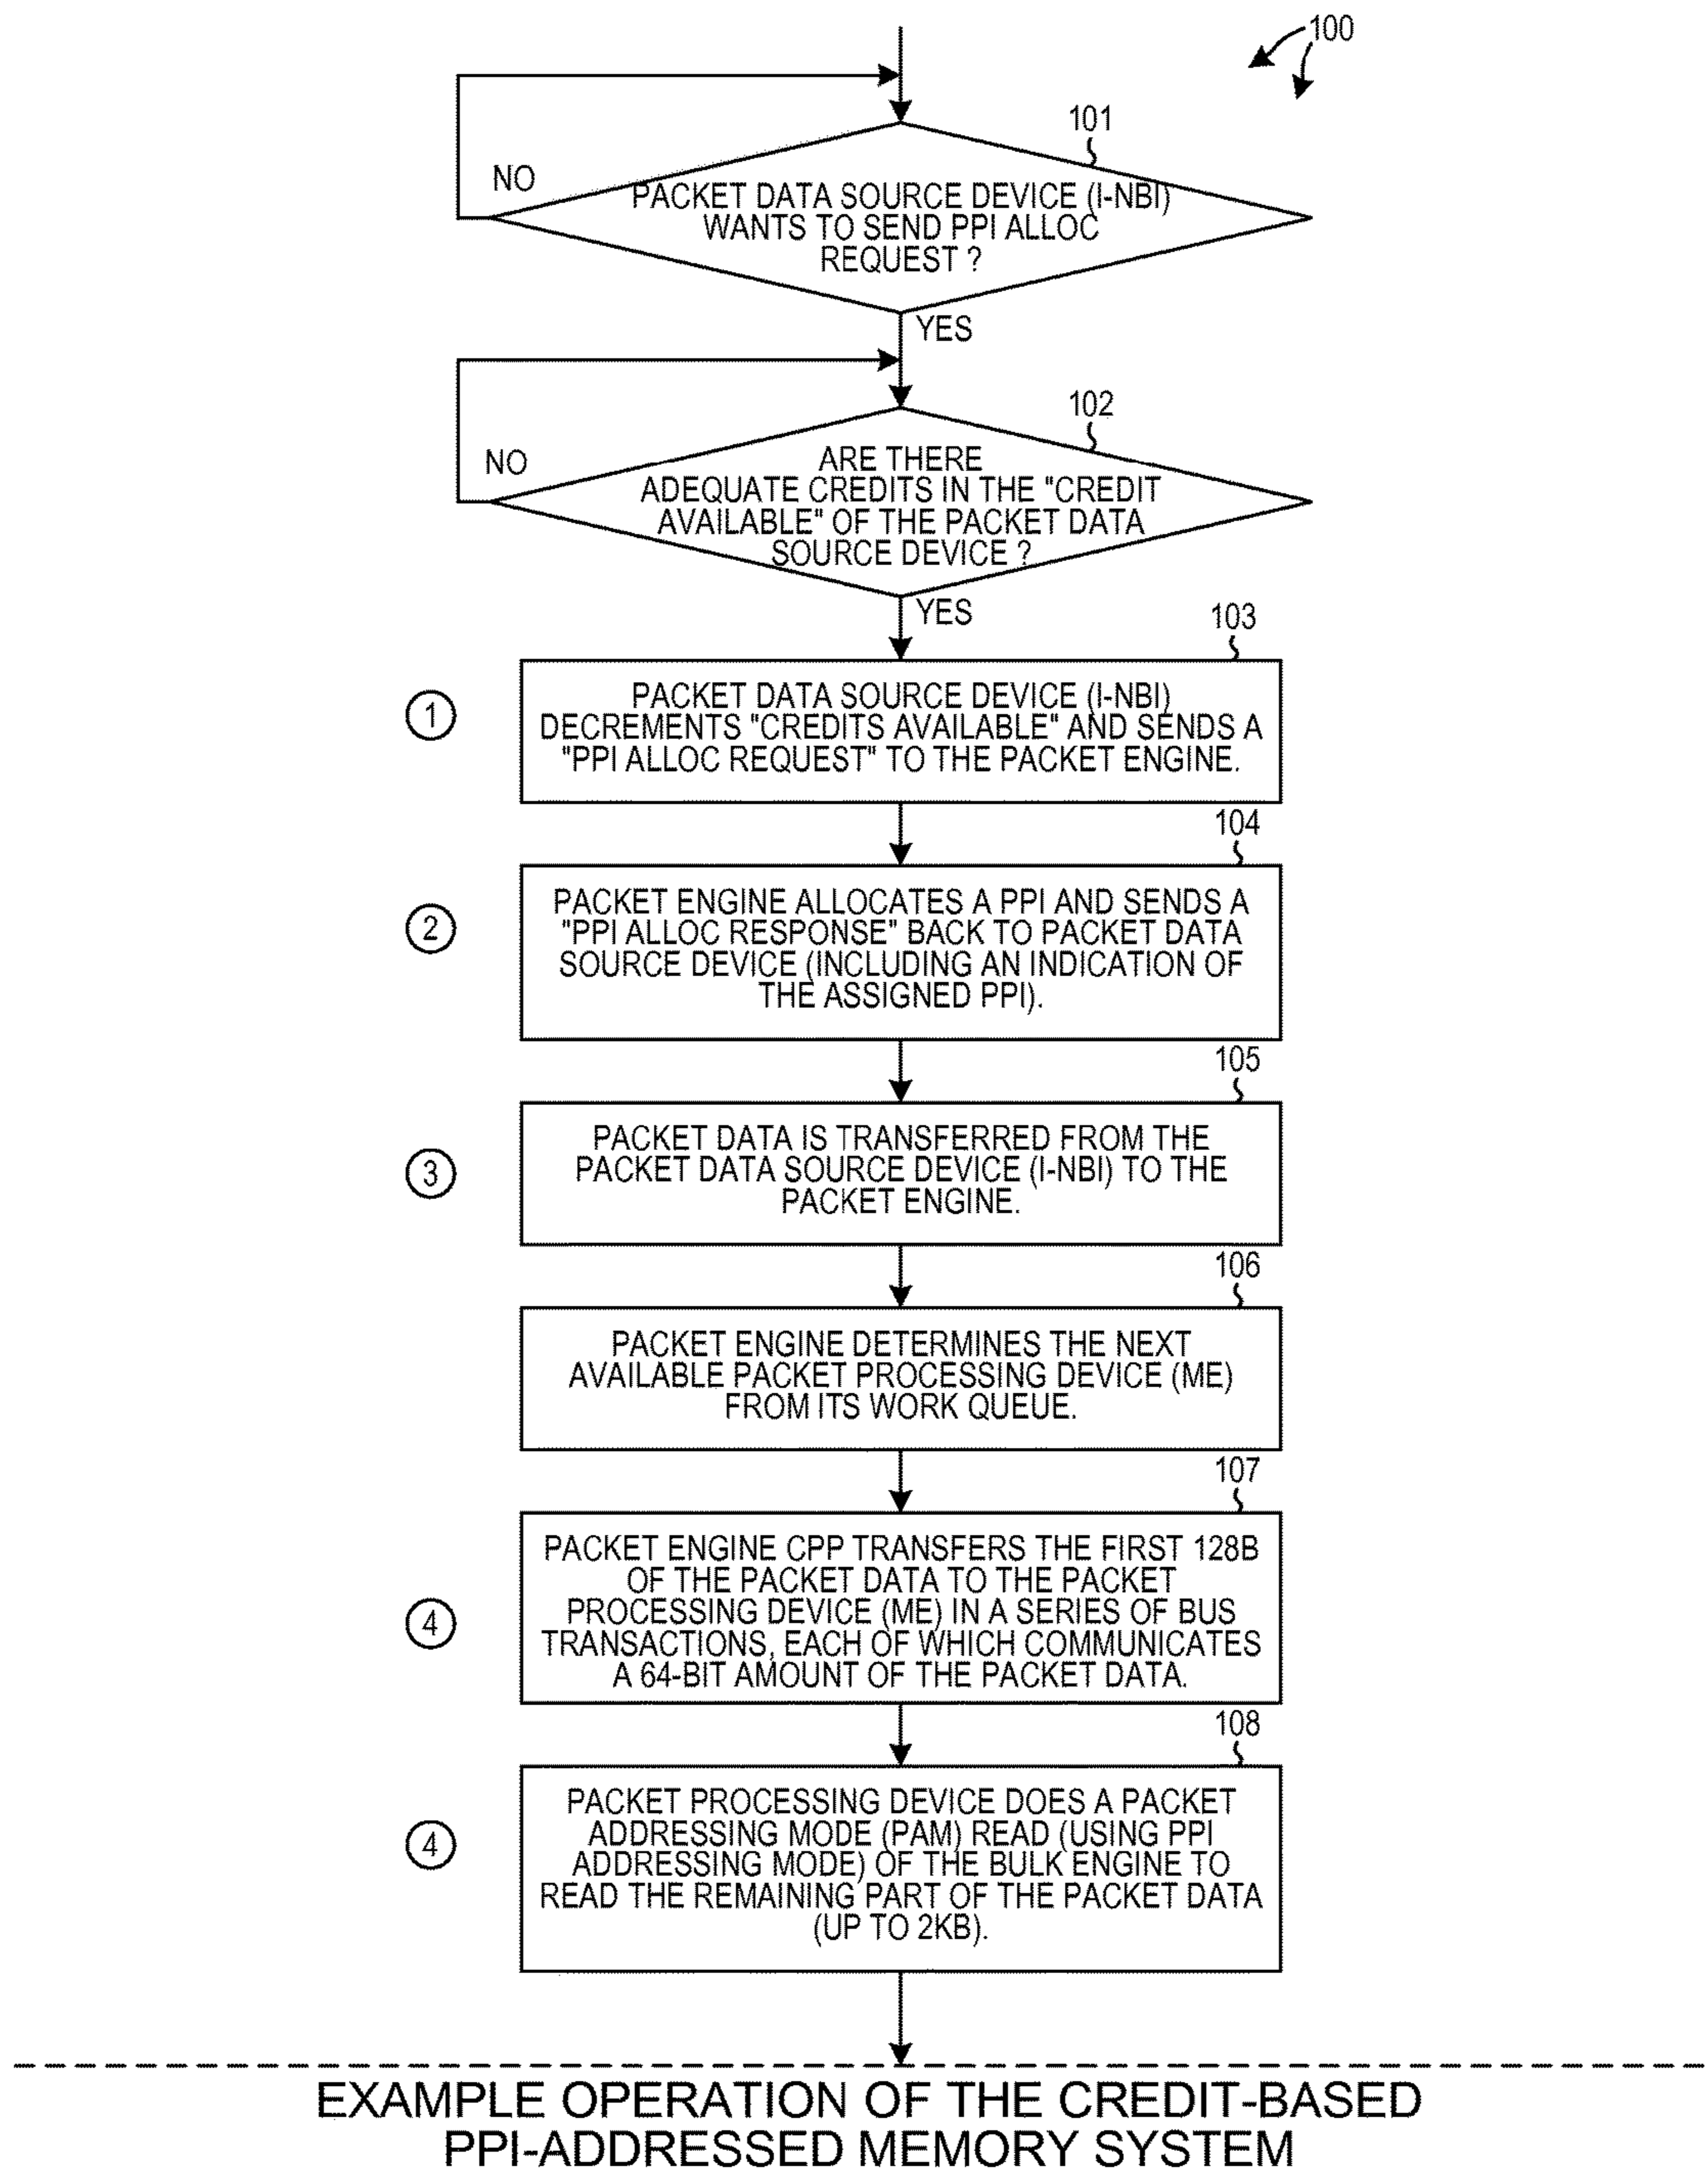 100
101
NO
PACKET DATA SOURCE DEVICE (I-NBI)
WANTS TO SEND PPI ALLOC
REQUEST ?
YES
102
NO
ARE THERE
ADEQUATE CREDITS IN THE "CREDIT
AVAILABLE" OF THE PACKET DATA
SOURCE DEVICE ?
YES
103
1
PACKET DATA SOURCE DEVICE (I-NBI)
DECREMENTS "CREDITS AVAILABLE" AND SENDS A
"PPI ALLOC REQUEST" TO THE PACKET ENGINE.
104
2
PACKET ENGINE ALLOCATES A PPI AND SENDS A
"PPI ALLOC RESPONSE" BACK TO PACKET DATA
SOURCE DEVICE (INCLUDING AN INDICATION OF
THE ASSIGNED PPI).
105
3
PACKET DATA IS TRANSFERRED FROM THE
PACKET DATA SOURCE DEVICE (I-NBI) TO THE
PACKET ENGINE.
106
PACKET ENGINE DETERMINES THE NEXT
AVAILABLE PACKET PROCESSING DEVICE (ME)
FROM ITS WORK QUEUE.
107
4
PACKET ENGINE CPP TRANSFERS THE FIRST 128B
OF THE PACKET DATA TO THE PACKET
PROCESSING DEVICE (ME) IN A SERIES OF BUS
TRANSACTIONS, EACH OF WHICH COMMUNICATES
A 64-BIT AMOUNT OF THE PACKET DATA.
108
4
PACKET PROCESSING DEVICE DOES A PACKET
ADDRESSING MODE (PAM) READ (USING PPI
ADDRESSING MODE) OF THE BULK ENGINE TO
READ THE REMAINING PART OF THE PACKET DATA
(UP TO 2KB).
EXAMPLE OPERATION OF THE CREDIT-BASED
PPI-ADDRESSED MEMORY SYSTEM